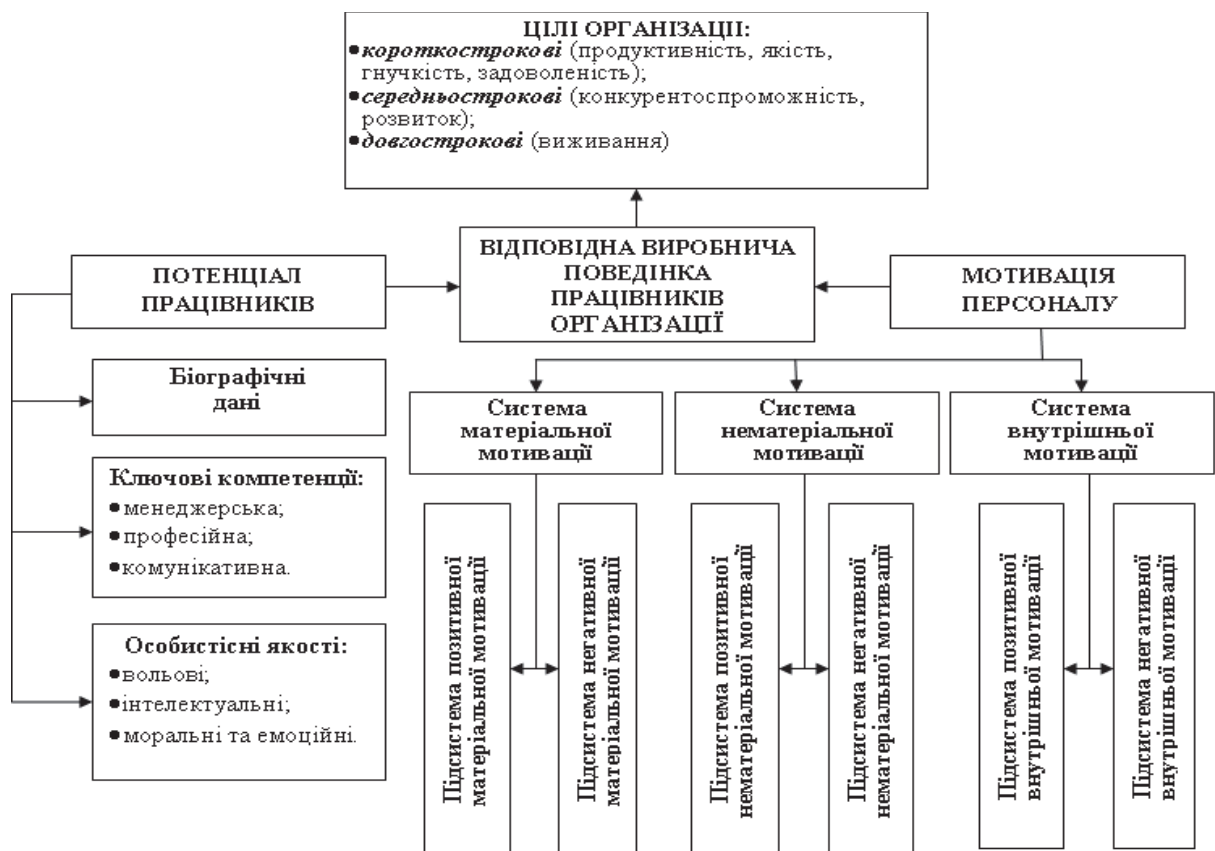 ЦІЛІ ОРГАНІЗАЦІЇ:
●короткострокові (продуктивність, якість,
гнучкість, задоволеність);
●середньострокові (конкурентоспроможність,
розвиток);
●довгострокові (виживання)
ПОТЕНЦІАЛ
ПРАЦІВНИКІВ
ВІДПОВІДНА ВИРОБНИЧА
ПОВЕДІНКА
ПРАЦІВНИКІВ
ОРГАНІЗАЦІЇ
МОТИВАЦІЯ
ПЕРСОНАЛУ
Біографічні
дані
Ключові компетенції:
●менеджерська;
●професійна;
●комунікативна.
Особистісні якості:
●вольові;
●інтелектуальні;
●моральні та емоційні.
Система
матеріальної
мотивації
Система
нематеріальної
мотивації
Система
внутрішньої
мотивації
Підсистема позитивної
матеріальної мотивації
Підсистема негативної
матеріальної мотивації
Підсистема позитивної
нематеріальної мотивації
Підсистема негативної
нематеріальної мотивації
Підсистема позитивної
внутрішньої мотивації
Підсистема негативної
внутрішньої мотивації